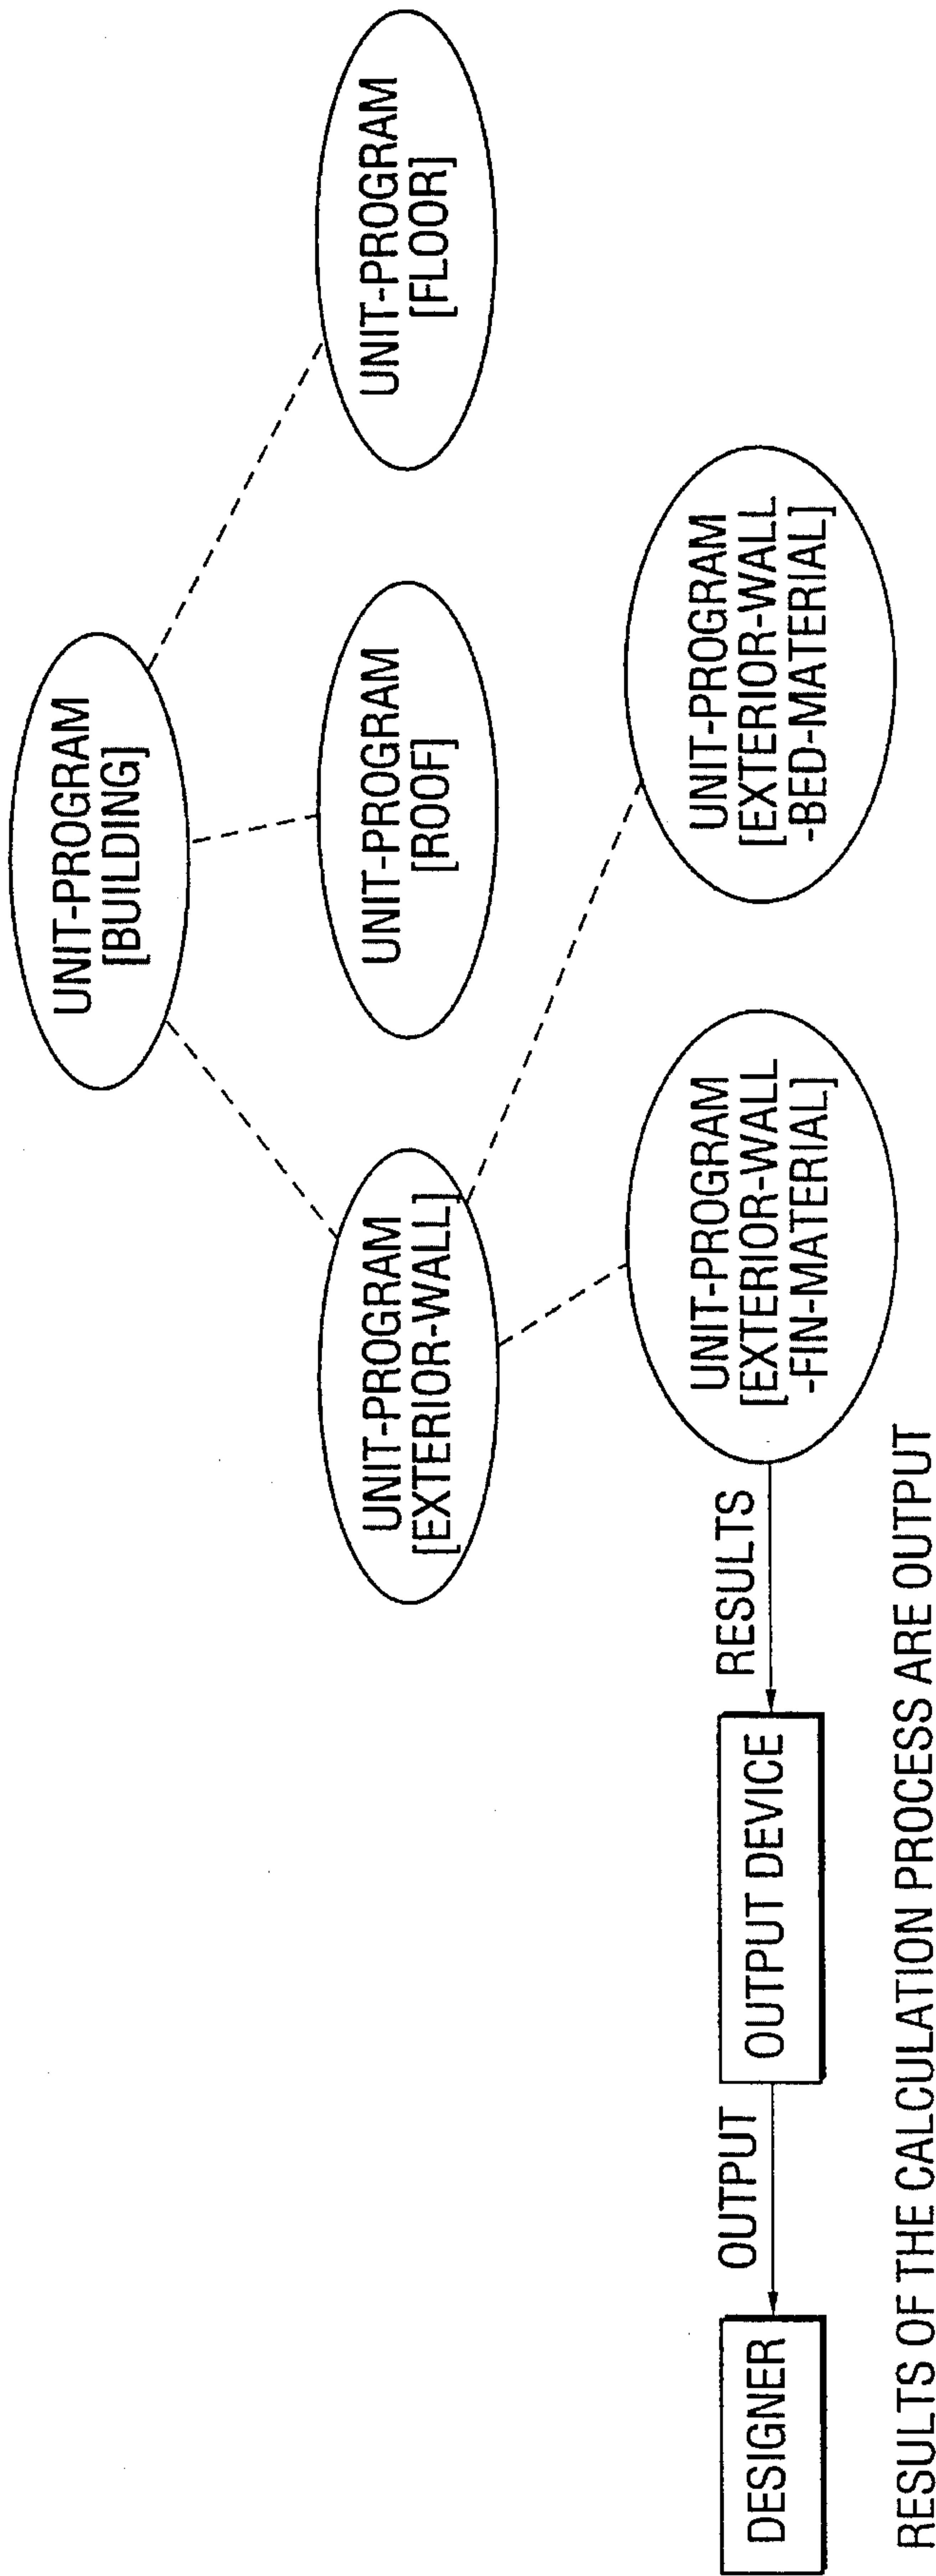 UNIT-PROGRAM
[BUILDING]
UNIT-PROGRAM
[EXTERIOR-WALL]
UNIT-PROGRAM
[ROOF]
UNIT-PROGRAM
[FLOOR]
DESIGNER
OUTPUT
OUTPUT DEVICE
RESULTS
UNIT-PROGRAM
[EXTERIOR-WALL
-FIN-MATERIAL]
UNIT-PROGRAM
[EXTERIOR-WALL
-BED-MATERIAL]
RESULTS OF THE CALCULATION PROCESS ARE OUTPUT